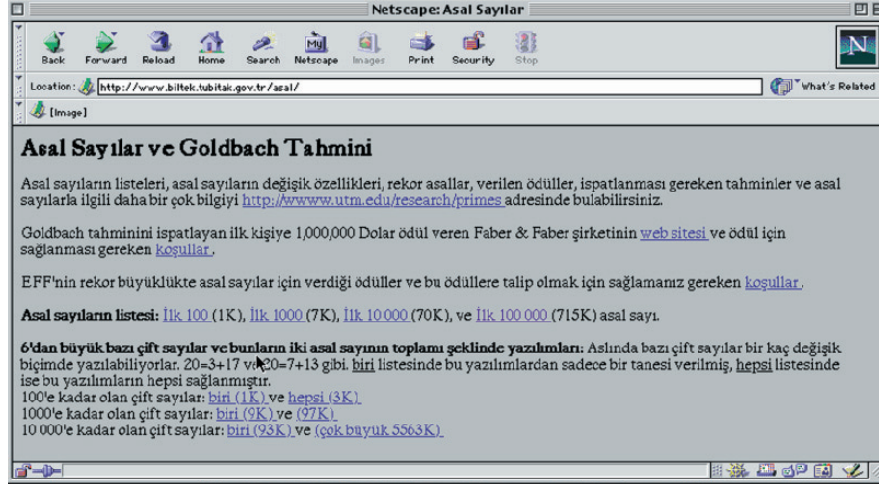 Netscape: Asal Sayılar
Back Forward Reload Home Search Netscape Images Print Security Stop
My
N
Location: http://www.biltek.tubitak.gov.tr/asal/ What's Related
[Image]
Asal Sayılar ve Goldbach Tahmini
Asal sayıların listeleri, asal sayıların değişik özellikleri, rekor asallar, verilen ödüller, ispatlanması gereken tahminler ve asal
sayılarla ilgili daha bir çok bilgiyi http://wwww.utm.edu/research/primes adresinde bulabilirsiniz.
Goldbach tahminini ispatlayan ilk kişiye 1,000,000 Dolar ödül veren Faber & Faber şirketinin web sitesi ve ödül için
sağlanması gereken koşullar .
EFF'nin rekor büyüklükte asal sayılar için verdiği ödüller ve bu ödüllere talip olmak için sağlamanız gereken koşullar .
Asal sayıların listesi: İlk 100 (1K), İlk 1000 (7K), İlk 10 000 (70K), ve İlk 100 000 (715K) asal sayı.
6'dan büyük bazı çift sayılar ve bunların iki asal sayının toplamı şeklinde yazılımları: Aslında bazı çift sayılar bir kaç değişik
biçimde yazılabiliyorlar. 20=3+17 ve 20=7+13 gibi. biri listesinde bu yazılımlardan sadece bir tanesi verilmiş, hepsi listesinde
ise bu yazılımların hepsi sağlanmıştır.
100'e kadar olan çift sayılar: biri (1K) ve hepsi (3K)
1000'e kadar olan çift sayılar: biri (9K) ve (97K)
10 000'e kadar olan çift sayılar: biri (93K) ve (çok büyük 5563K)